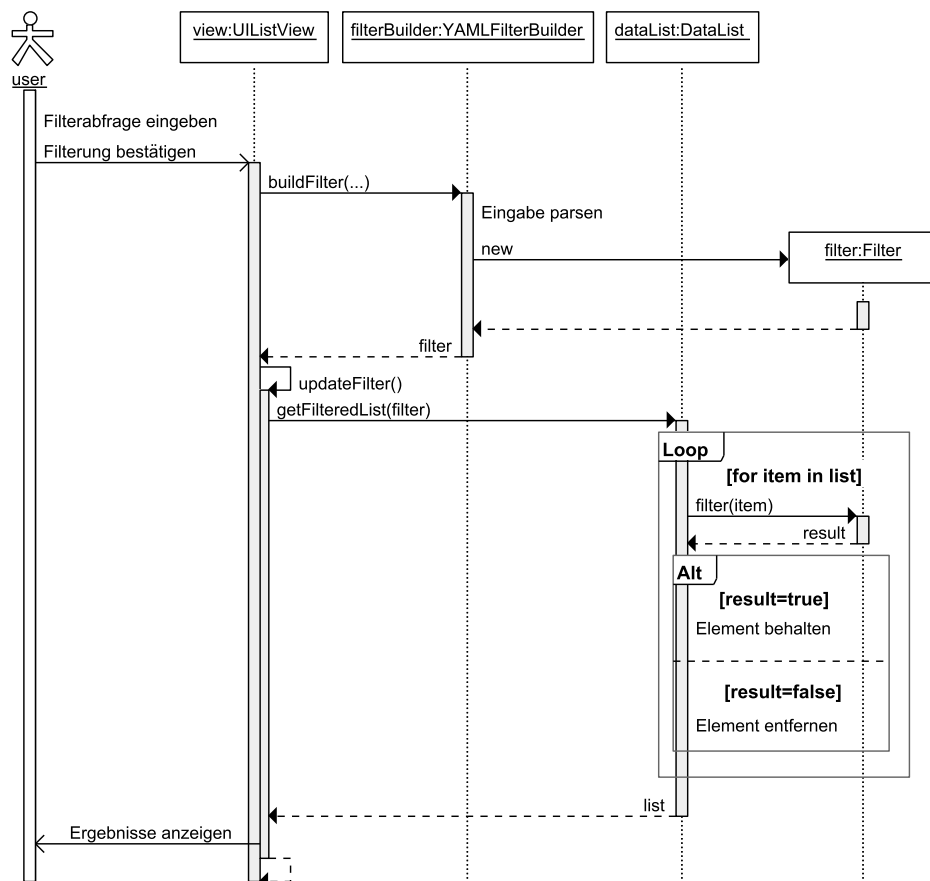 view:UIListView
filterBuilder:YAMLFilterBuilder
dataList:DataList
user
Filterabfrage eingeben
Filterung bestätigen
buildFilter(...)
Eingabe parsen
new
filter:Filter
filter
updateFilter()
getFilteredList(filter)
Loop
[for item in list]
filter(item)
result
Alt
[result=true]
Element behalten
[result=false]
Element entfernen
list
Ergebnisse anzeigen